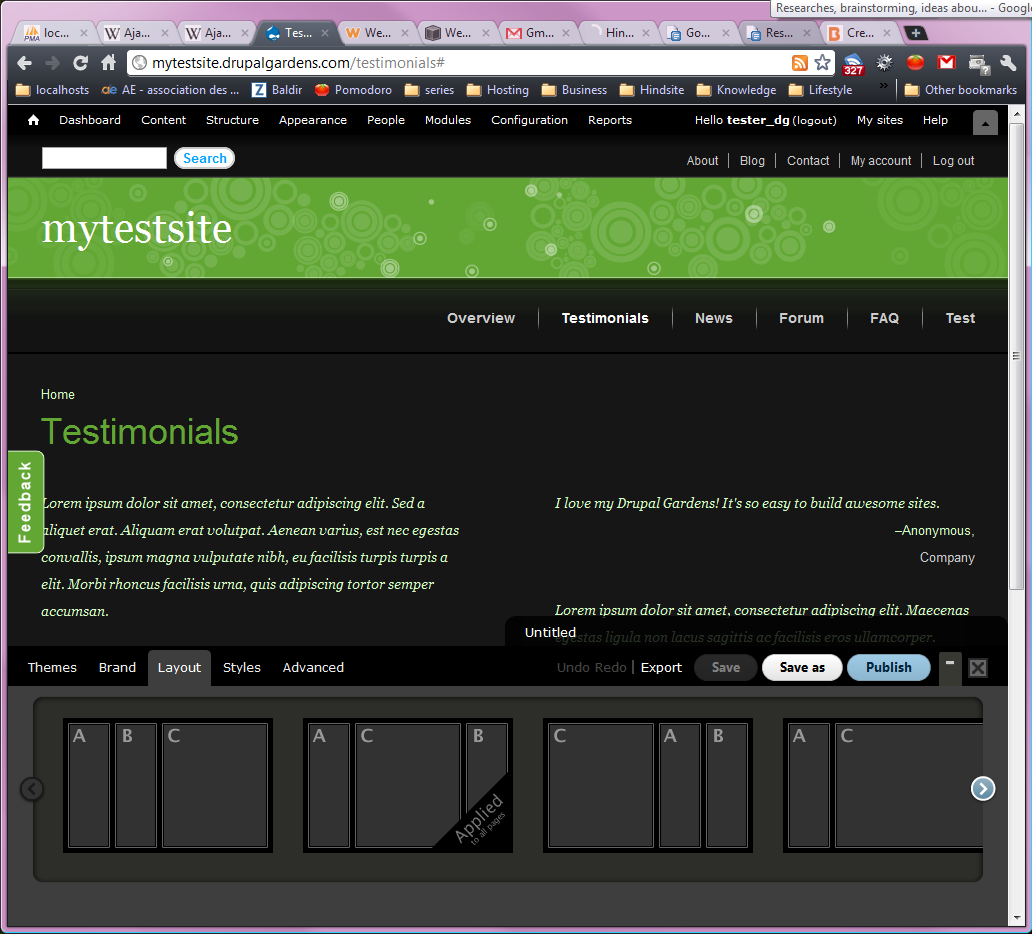 Researches, brainstorming, ideas abou... - Google
loc...
Aja...
Aja...
Tes...
We...
We...
Gm...
Hin...
Go...
Res...
Cre...
mytestsite.drupalgardens.com/testimonials#
327
localhosts
ae AE - association des ...
Z Baldir
Pomodoro
series
Hosting
Business
Hindsite
Knowledge
Lifestyle
»
Other bookmarks
Dashboard Content Structure Appearance People Modules Configuration Reports
Hello tester_dg (logout) My sites Help
Search
About Blog Contact My account Log out
mytestsite
Overview Testimonials News Forum FAQ Test
Home
Testimonials
Feedback
Lorem ipsum dolor sit amet, consectetur adipiscing elit. Sed a
aliquet erat. Aliquam erat volutpat. Aenean varius, est nec egestas
convallis, ipsum magna vulputate nibh, eu facilisis turpis turpis a
elit. Morbi rhoncus facilisis urna, quis adipiscing tortor semper
accumsan.
I love my Drupal Gardens! It's so easy to build awesome sites.
–Anonymous,
Company
Lorem ipsum dolor sit amet, consectetur adipiscing elit. Maecenas
egestas ligula non lacus sagittis ac facilisis eros ullamcorper.
Untitled
Themes Brand Layout Styles Advanced
Undo Redo | Export Save Save as Publish
A B C
A C B
Applied
to all pages
C A B
A C